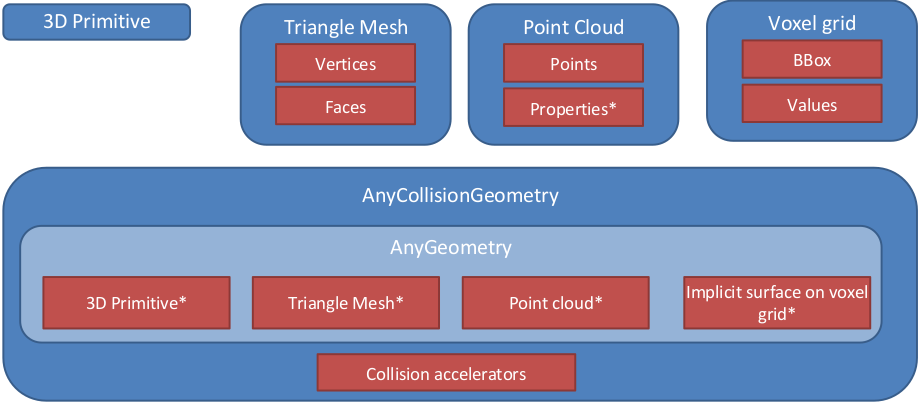 3D Primitive
Triangle Mesh
Vertices
Faces
Point Cloud
Points
Properties*
Voxel grid
BBox
Values
AnyCollisionGeometry
AnyGeometry
3D Primitive*
Triangle Mesh*
Point cloud*
Implicit surface on voxel
grid*
Collision accelerators